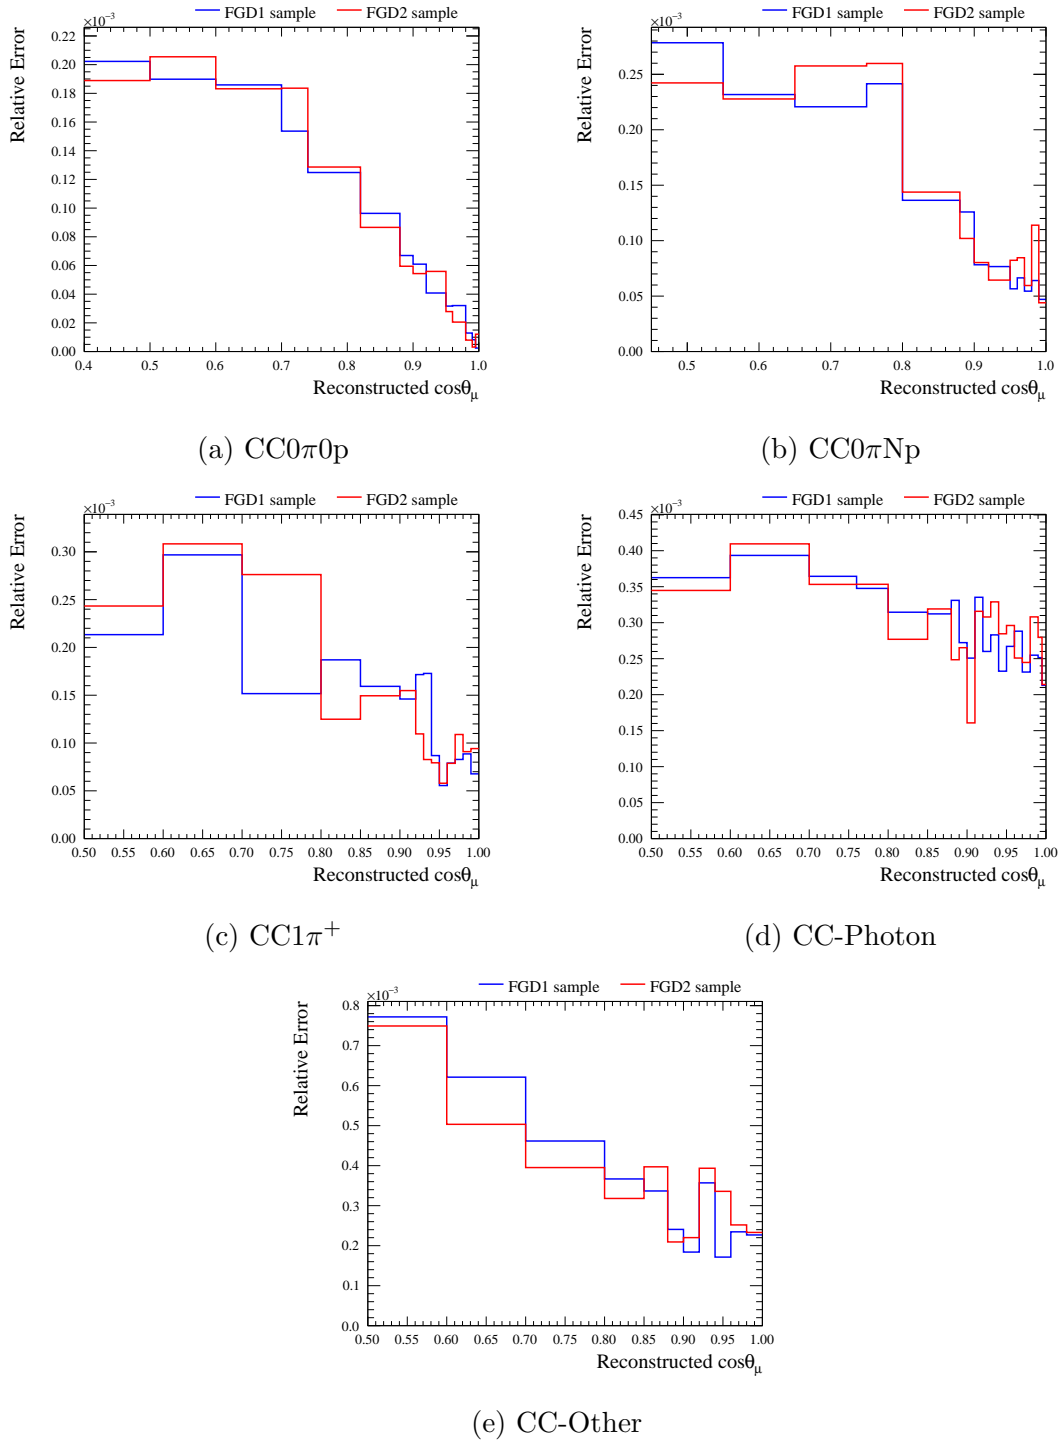 ×10⁻³ FGD1 sample FGD2 sample
Relative Error
0.22
0.20
0.18
0.16
0.14
0.12
0.10
0.08
0.06
0.04
0.02
0.00
0.4 0.5 0.6 0.7 0.8 0.9 1.0
Reconstructed cosθμ
(a) CC0π0p
×10⁻³ FGD1 sample FGD2 sample
Relative Error
0.25
0.20
0.15
0.10
0.05
0.00
0.5 0.6 0.7 0.8 0.9 1.0
Reconstructed cosθμ
(b) CC0πNp
×10⁻³ FGD1 sample FGD2 sample
Relative Error
0.30
0.25
0.20
0.15
0.10
0.05
0.00
0.50 0.55 0.60 0.65 0.70 0.75 0.80 0.85 0.90 0.95 1.00
Reconstructed cosθμ
(c) CC1π⁺
×10⁻³ FGD1 sample FGD2 sample
Relative Error
0.45
0.40
0.35
0.30
0.25
0.20
0.15
0.10
0.05
0.00
0.50 0.55 0.60 0.65 0.70 0.75 0.80 0.85 0.90 0.95 1.00
Reconstructed cosθμ
(d) CC-Photon
×10⁻³ FGD1 sample FGD2 sample
Relative Error
0.8
0.7
0.6
0.5
0.4
0.3
0.2
0.1
0.0
0.50 0.55 0.60 0.65 0.70 0.75 0.80 0.85 0.90 0.95 1.00
Reconstructed cosθμ
(e) CC-Other